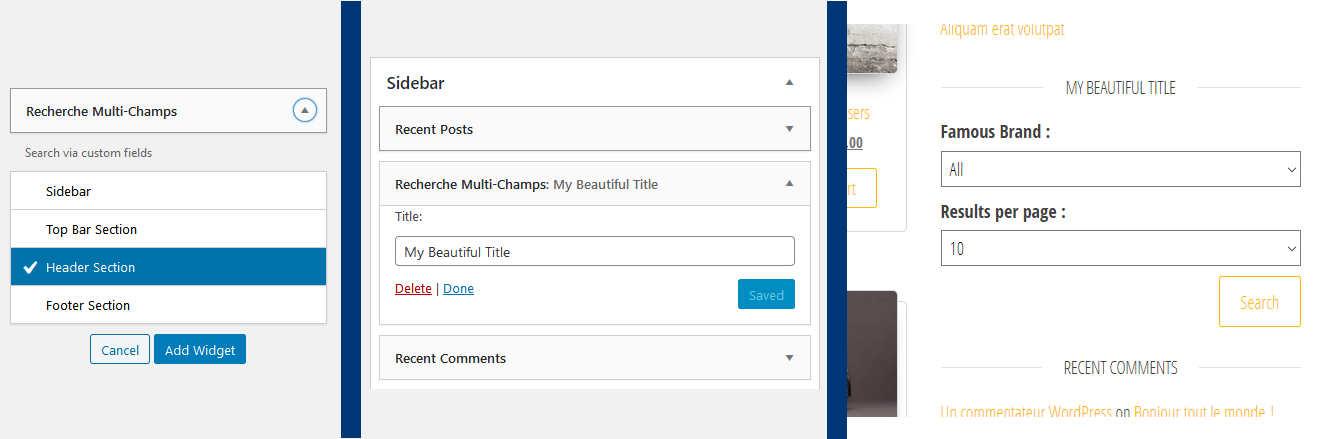 Recherche Multi-Champs
Search via custom fields
Sidebar
Top Bar Section
Header Section
Footer Section
Cancel
Add Widget
Sidebar
Recent Posts
Recherche Multi-Champs: My Beautiful Title
Title:
My Beautiful Title
Delete | Done
Saved
Recent Comments
Aliquam erat volutpat
sers
.00
rt
MY BEAUTIFUL TITLE
Famous Brand :
All
Results per page :
10
Search
RECENT COMMENTS
Un commentateur WordPress on Bonjour tout le monde !